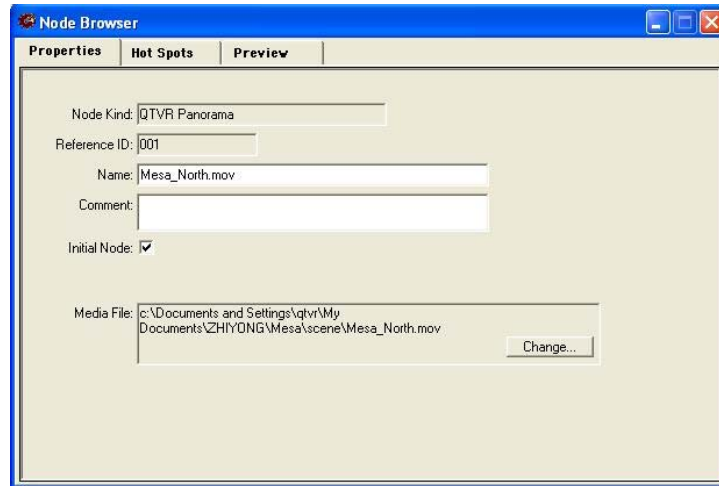 Node Browser
Properties Hot Spots Preview
Node Kind: QTVR Panorama
Reference ID: 001
Name: Mesa_North.mov
Comment:
Initial Node:
Media File: c:\Documents and Settings\qtvr\My
Documents\ZHIYONG\Mesa\scene\Mesa_North.mov
Change...